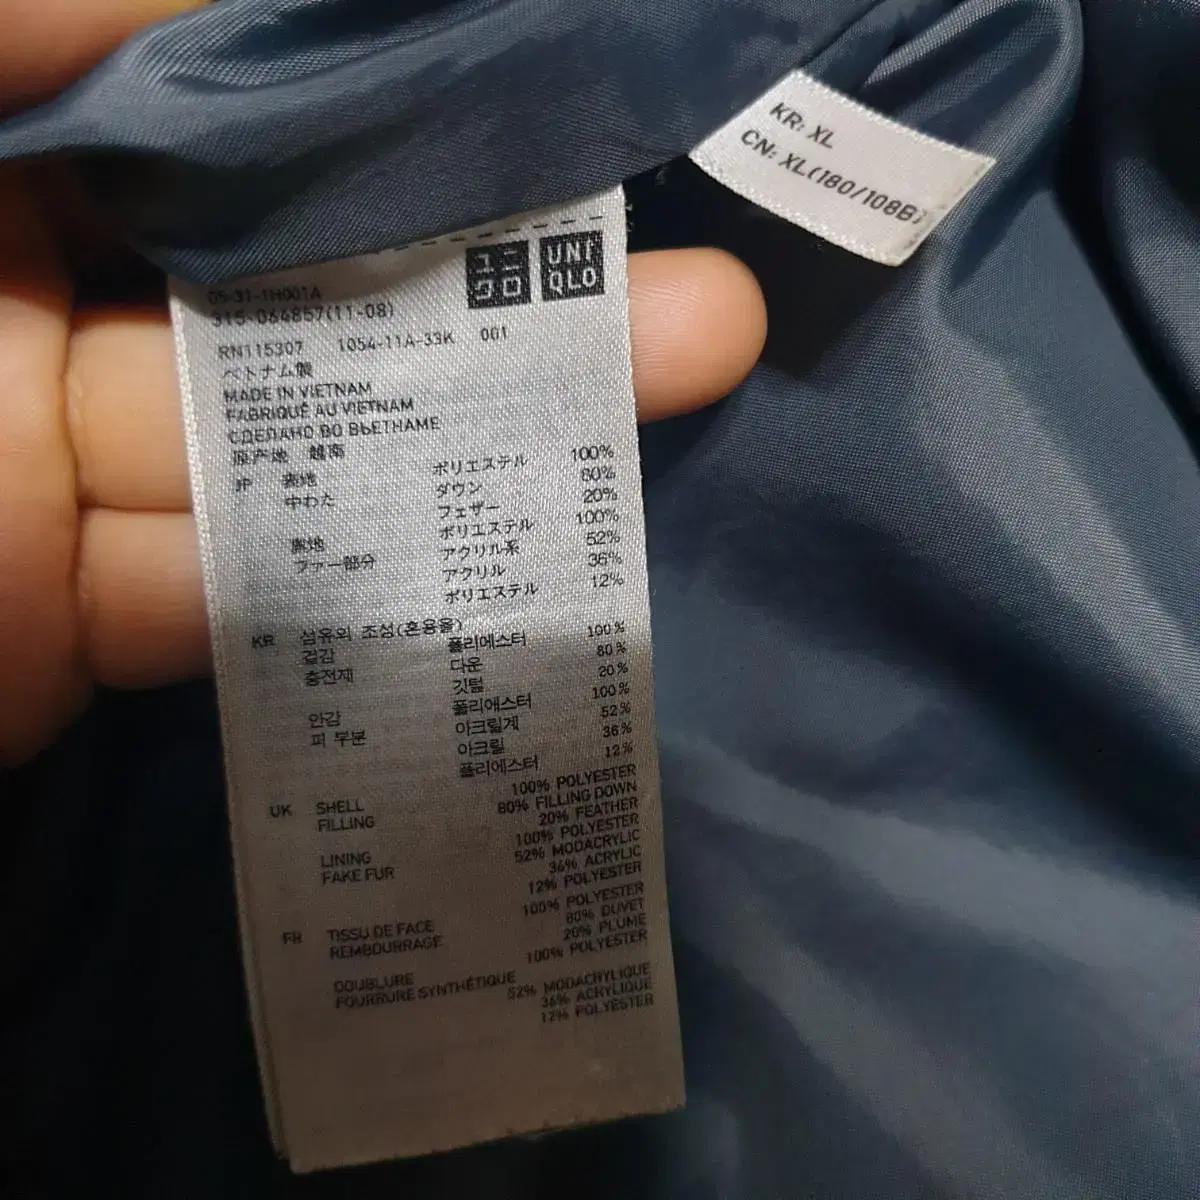 KR: XL
CN: XL(180/108B)
ユニ クロ
UNI QLO
05-31-1H001A
315-064857(11-08)
RN115307 1054-11A-33K 001
ベトナム製
MADE IN VIETNAM
FABRIQUÉ AU VIETNAM
СДЕЛАНО ВО ВЬЕТНАМЕ
原产地 越南
JP 表地 ポリエステル 100%
中わた ダウン 80%
フェザー 20%
裏地 ポリエステル 100%
ファー部分 アクリル系 52%
アクリル 36%
ポリエステル 12%
KR 섬유의 조성(혼용율)
겉감 폴리에스터 100%
충전재 다운 80%
깃털 20%
안감 폴리에스터 100%
퍼 부분 아크릴계 52%
아크릴 36%
폴리에스터 12%
UK SHELL 100% POLYESTER
FILLING 80% FILLING DOWN
20% FEATHER
LINING 100% POLYESTER
FAKE FUR 52% MODACRYLIC
36% ACRYLIC
12% POLYESTER
FR TISSU DE FACE 100% POLYESTER
REMBOURRAGE 80% DUVET
20% PLUME
DOUBLURE 100% POLYESTER
FOURRURE SYNTHÉTIQUE 52% MODACRYLIQUE
36% ACRYLIQUE
12% POLYESTER